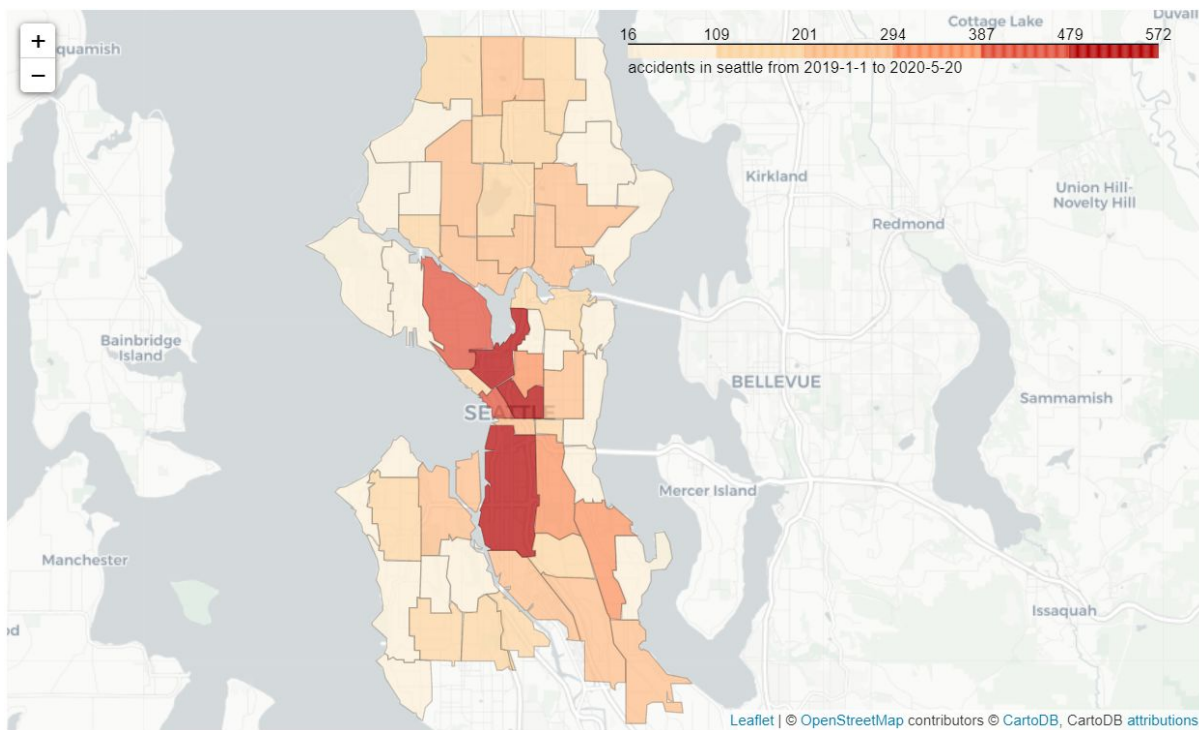 +
−
quamish
Cottage Lake
Duvall
16 109 201 294 387 479 572
accidents in seattle from 2019-1-1 to 2020-5-20
Kirkland
Union Hill-
Novelty Hill
Redmond
Bainbridge
Island
BELLEVUE
Sammamish
SEATTLE
Mercer Island
Manchester
Issaquah
od
Leaflet | © OpenStreetMap contributors © CartoDB, CartoDB attributions